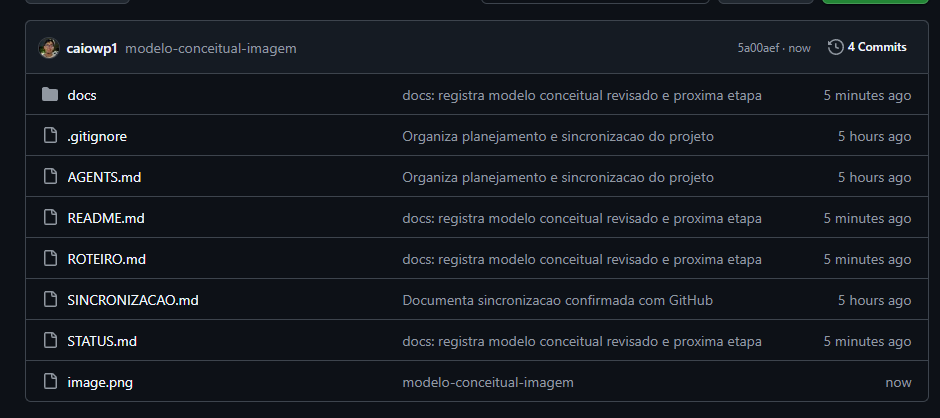 caiowp1 modelo-conceitual-imagem 5a00aef · now 4 Commits
docs docs: registra modelo conceitual revisado e proxima etapa 5 minutes ago
.gitignore Organiza planejamento e sincronizacao do projeto 5 hours ago
AGENTS.md Organiza planejamento e sincronizacao do projeto 5 hours ago
README.md docs: registra modelo conceitual revisado e proxima etapa 5 minutes ago
ROTEIRO.md docs: registra modelo conceitual revisado e proxima etapa 5 minutes ago
SINCRONIZACAO.md Documenta sincronizacao confirmada com GitHub 5 hours ago
STATUS.md docs: registra modelo conceitual revisado e proxima etapa 5 minutes ago
image.png modelo-conceitual-imagem now